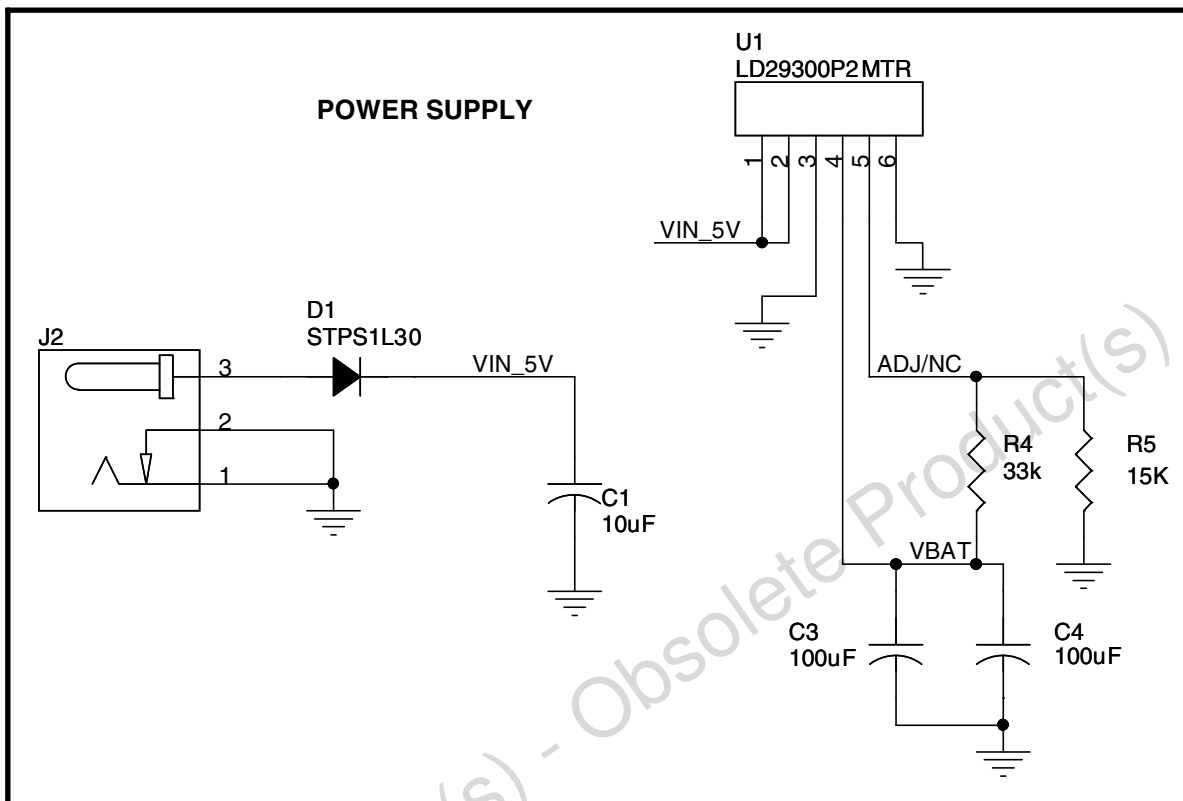 POWER SUPPLY
U1
LD29300P2MTR
1
2
3
4
5
6
VIN_5V
D1
STPS1L30
J2
3
VIN_5V
2
1
C1
10uF
ADJ/NC
R4
33k
R5
15K
VBAT
C3
100uF
C4
100uF
(s) - Obsolete Product(s)